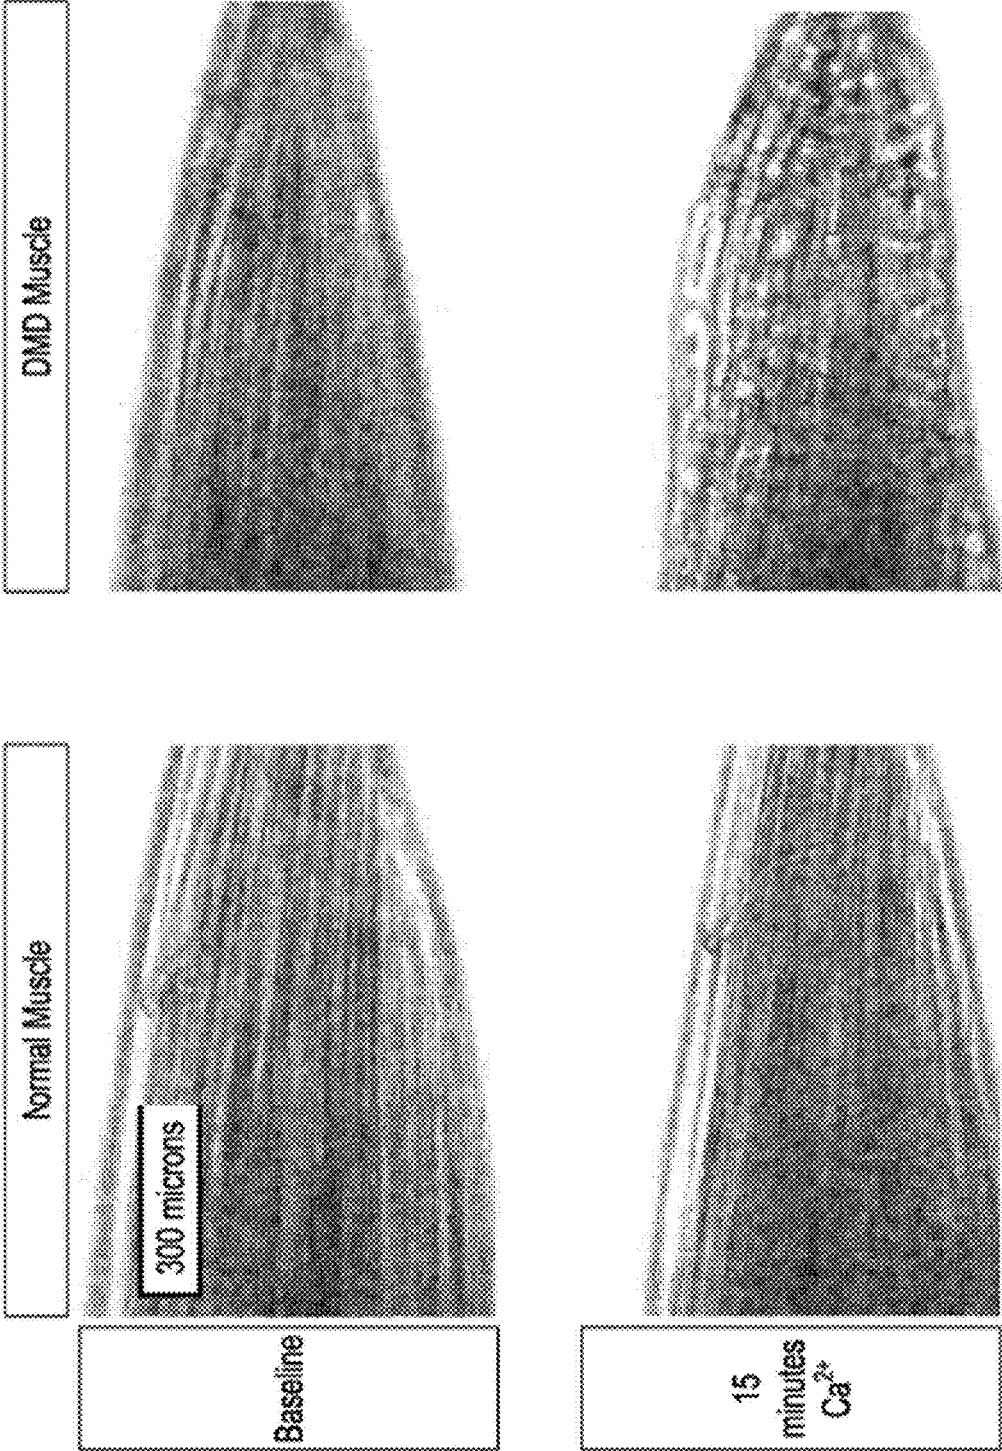 Normal Muscle
DMD Muscle
Baseline
300 microns
15
minutes
Ca²⁺